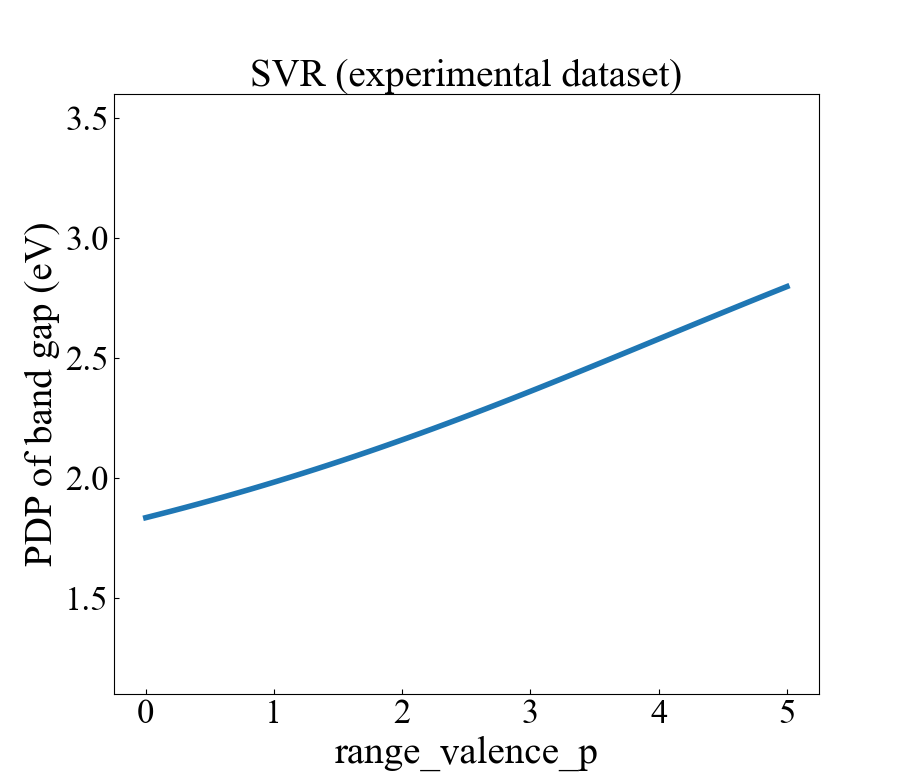 SVR (experimental dataset)
PDP of band gap (eV)
3.5
3.0
2.5
2.0
1.5
0 1 2 3 4 5
range_valence_p